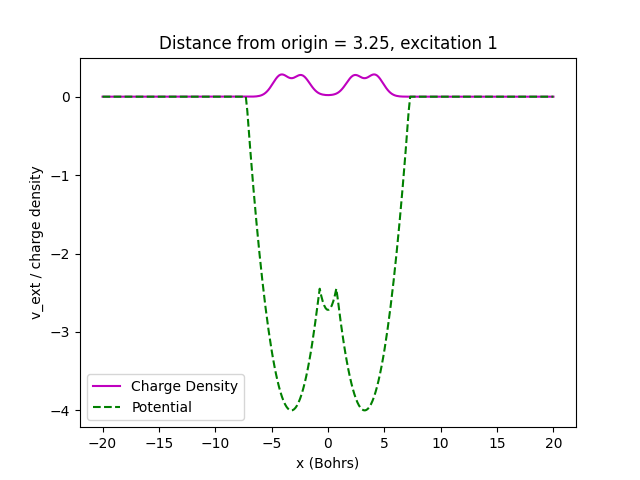 Distance from origin = 3.25, excitation 1
v_ext / charge density
0
−1
−2
−3
−4
Charge Density
Potential
−20 −15 −10 −5 0 5 10 15 20
x (Bohrs)